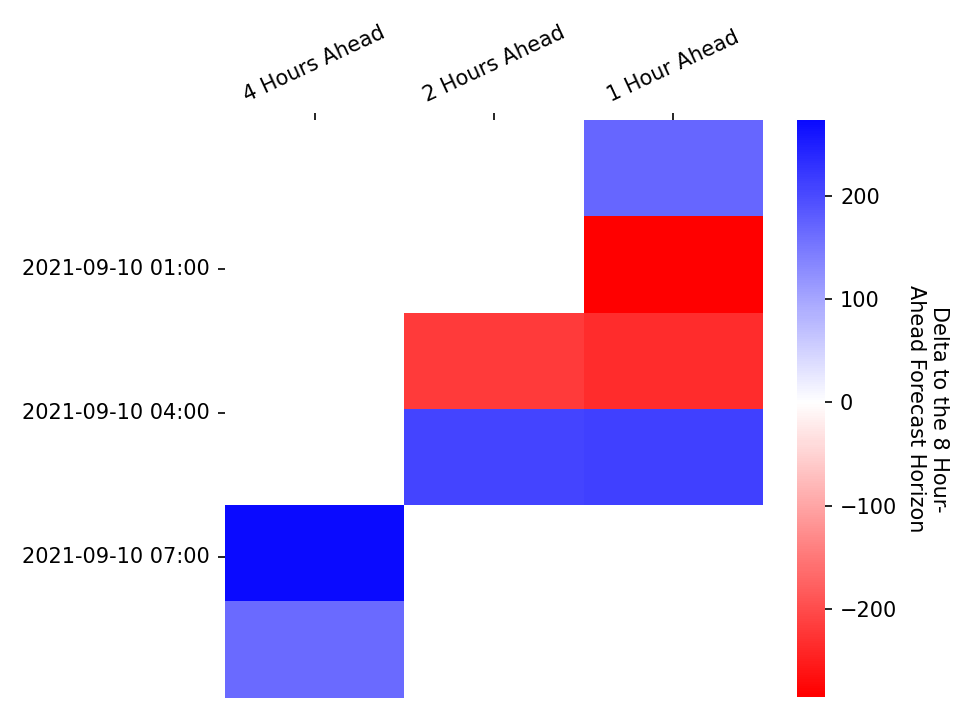 4 Hours Ahead
2 Hours Ahead
1 Hour Ahead
2021-09-10 01:00
2021-09-10 04:00
2021-09-10 07:00
200
100
0
−100
−200
Delta to the 8 Hour-
Ahead Forecast Horizon